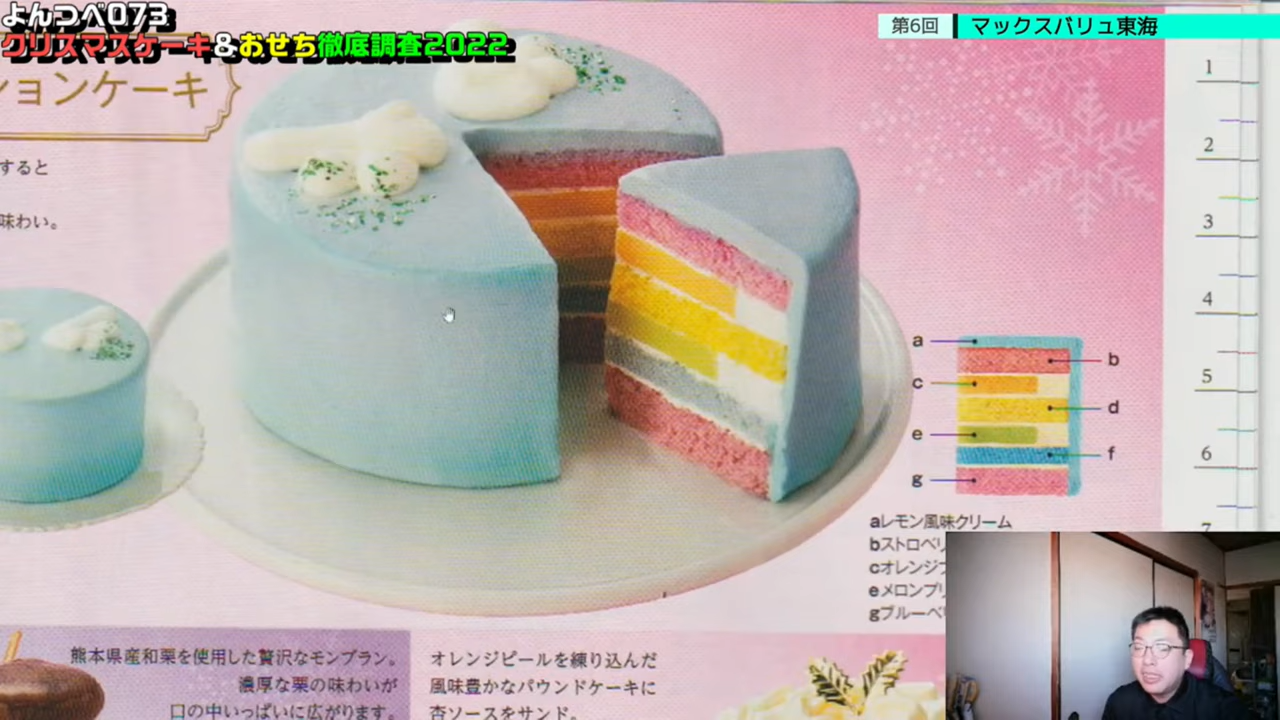 よんつべ073
クリスマスケーキ&おせち徹底調査2022
第6回
マックスバリュ東海
ションケーキ
すると
味わい。
1
2
3
4
5
6
a
b
c
d
e
f
g
aレモン風味クリーム
bストロベリ
cオレンジ
eメロンプリ
gブルーベリ
熊本県産和栗を使用した贅沢なモンブラン。
濃厚な栗の味わいが
口の中いっぱいに広がります。
オレンジピールを練り込んだ
風味豊かなパウンドケーキに
杏ソースをサンド。